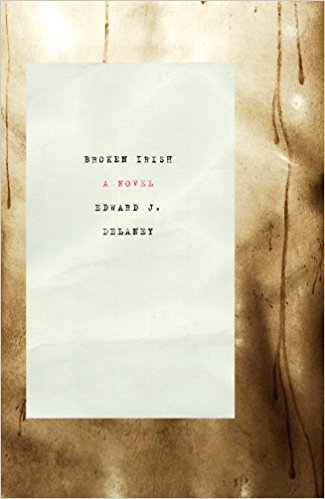 BROKEN IRISH
A NOVEL
EDWARD J.
DELANEY